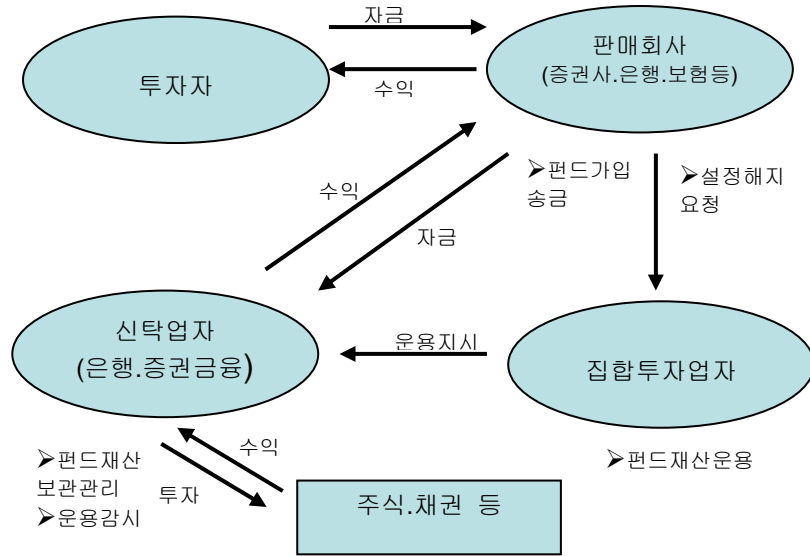 자금
투자자
판매회사
(증권사.은행.보험등)
수익
수익
➢펀드가입
송금
➢설정해지
요청
자금
신탁업자
(은행.증권금융)
운용지시
집합투자업자
➢펀드재산
보관관리
➢운용감시
수익
투자
➢펀드재산운용
주식.채권 등